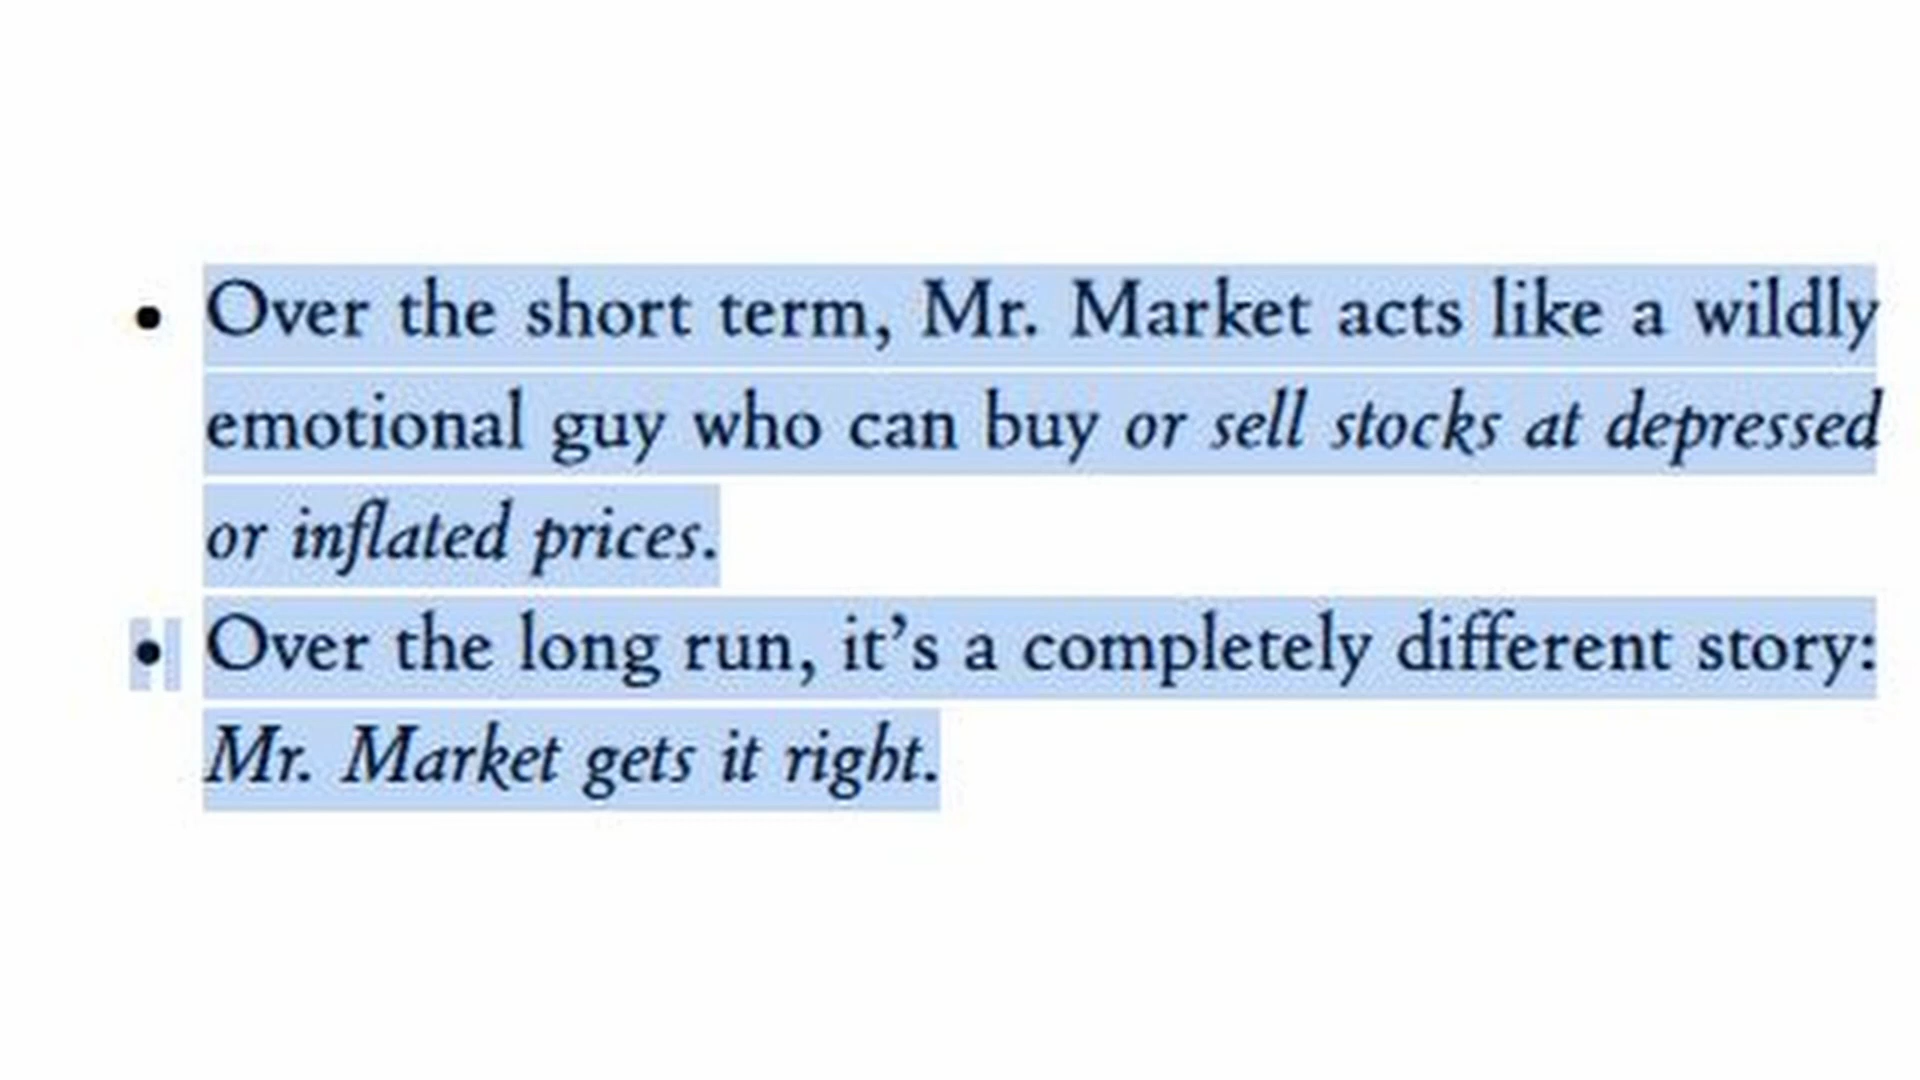 • Over the short term, Mr. Market acts like a wildly
emotional guy who can buy or sell stocks at depressed
or inflated prices.
• Over the long run, it’s a completely different story:
Mr. Market gets it right.